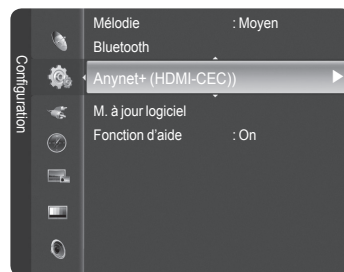 Configuration
Mélodie : Moyen
Bluetooth
Anynet+ (HDMI-CEC))
M. à jour logiciel
Fonction d'aide : On